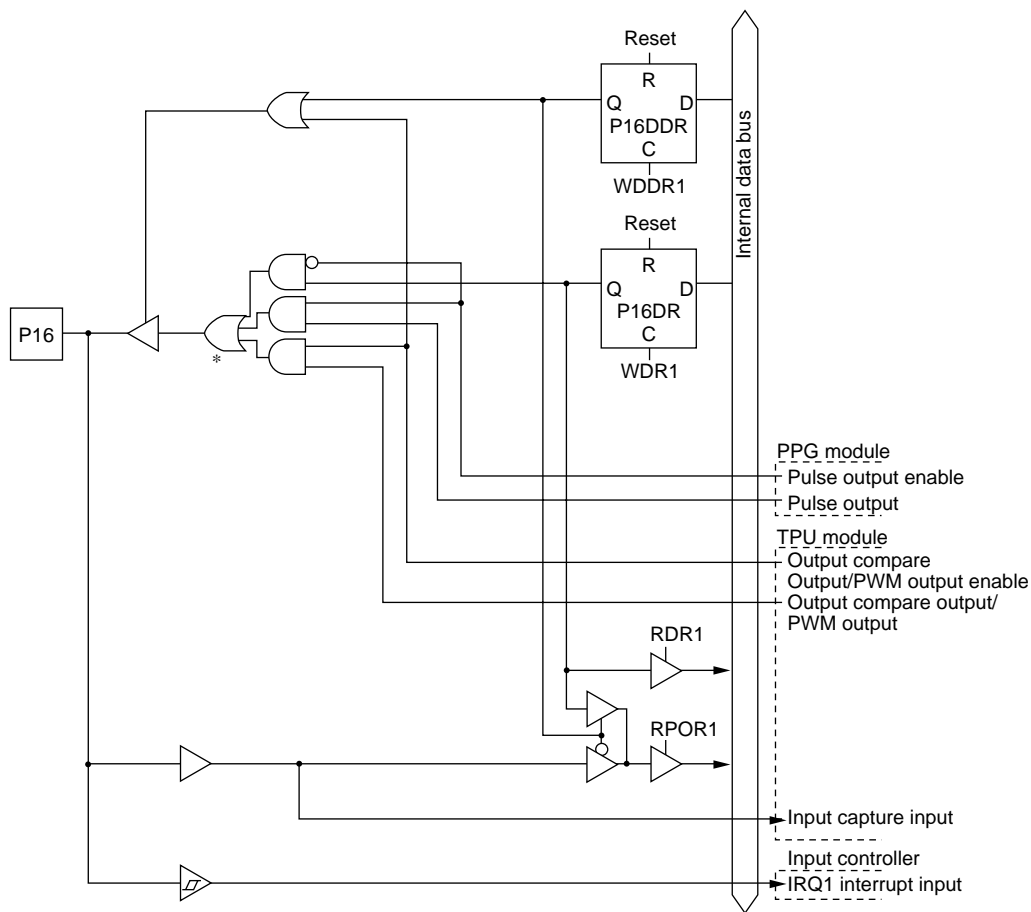 Reset
R
Q D
P16DDR
C
WDDR1
Internal data bus
Reset
R
Q D
P16DR
C
WDR1
P16
*
PPG module
Pulse output enable
Pulse output
TPU module
Output compare
Output/PWM output enable
Output compare output/
PWM output
RDR1
RPOR1
Input capture input
Input controller
IRQ1 interrupt input